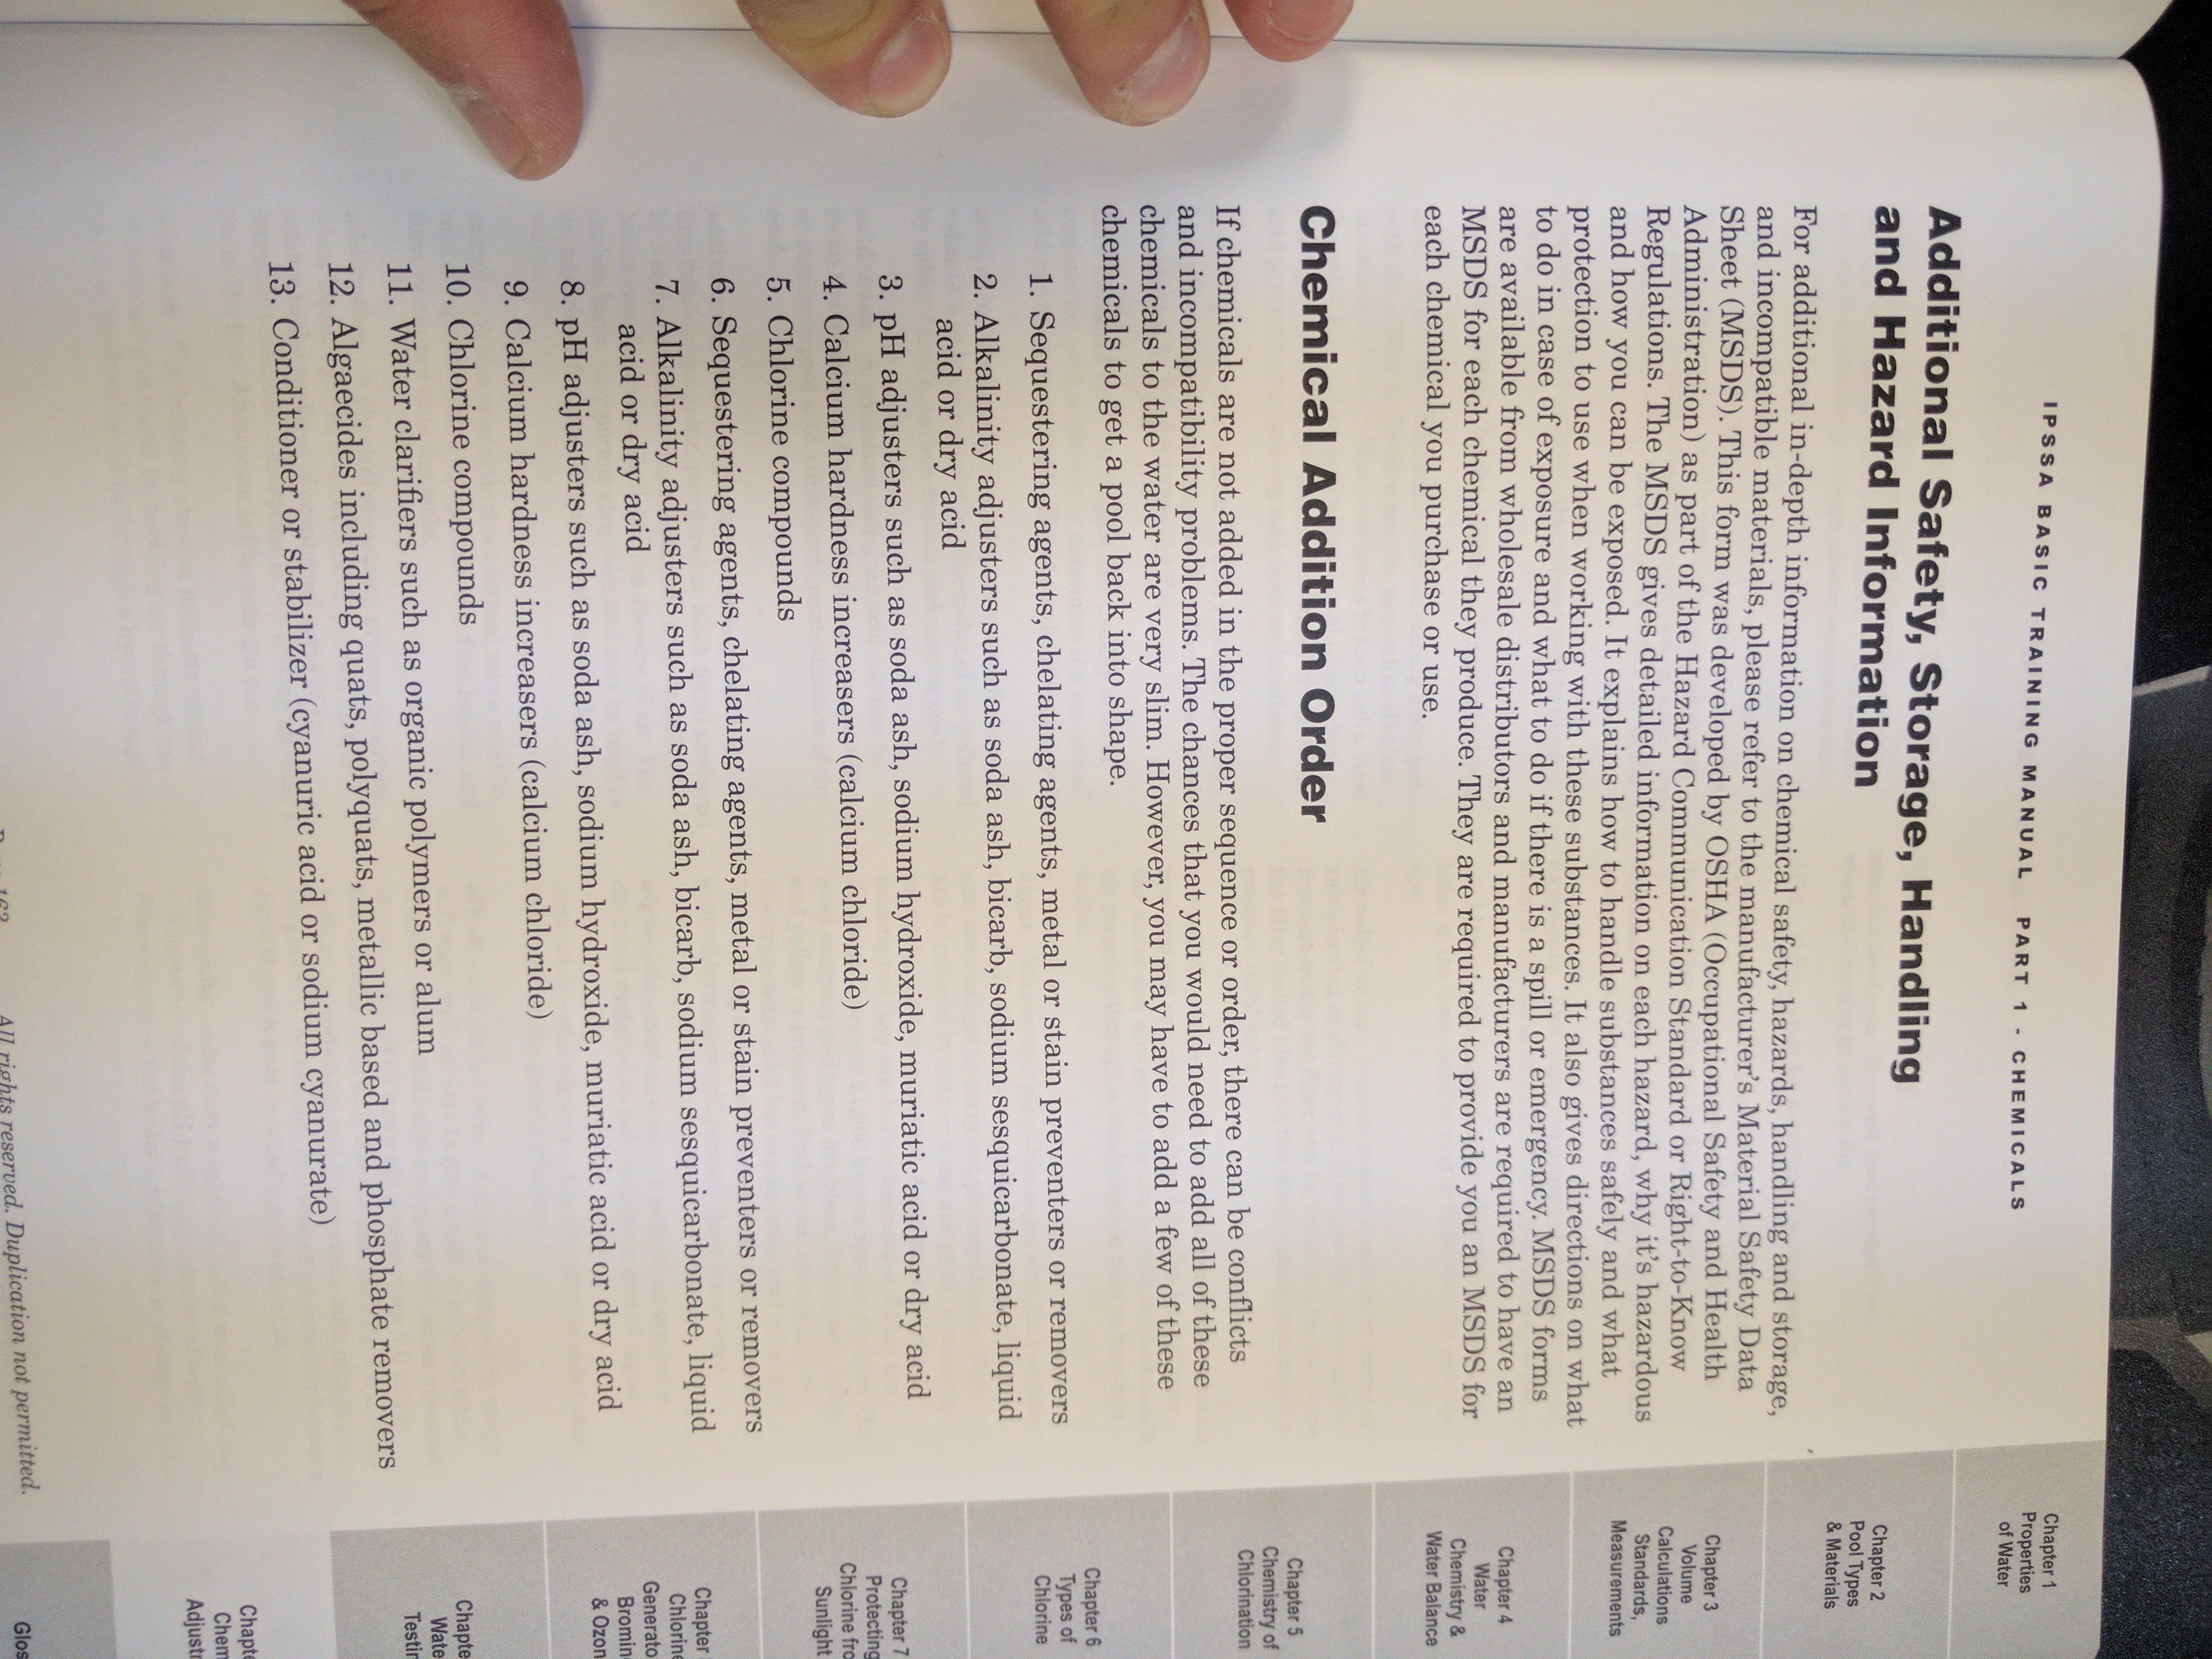 IPSSA BASIC TRAINING MANUAL PART 1 - CHEMICALS
Additional Safety, Storage, Handling
and Hazard Information
For additional in-depth information on chemical safety, hazards, handling and storage,
and incompatible materials, please refer to the manufacturer's Material Safety Data
Sheet (MSDS). This form was developed by OSHA (Occupational Safety and Health
Administration) as part of the Hazard Communication Standard or Right-to-Know
Regulations. The MSDS gives detailed information on each hazard, why it's hazardous
and how you can be exposed. It explains how to handle substances safely and what
protection to use when working with these substances. It also gives directions on what
to do in case of exposure and what to do if there is a spill or emergency. MSDS forms
are available from wholesale distributors and manufacturers are required to have an
MSDS for each chemical they produce. They are required to provide you an MSDS for
each chemical you purchase or use.
Chemical Addition Order
If chemicals are not added in the proper sequence or order, there can be conflicts
and incompatibility problems. The chances that you would need to add all of these
chemicals to the water are very slim. However, you may have to add a few of these
chemicals to get a pool back into shape.
1. Sequestering agents, chelating agents, metal or stain preventers or removers
2. Alkalinity adjusters such as soda ash, bicarb, sodium sesquicarbonate, liquid
acid or dry acid
3. pH adjusters such as soda ash, sodium hydroxide, muriatic acid or dry acid
4. Calcium hardness increasers (calcium chloride)
5. Chlorine compounds
6. Sequestering agents, chelating agents, metal or stain preventers or removers
7. Alkalinity adjusters such as soda ash, bicarb, sodium sesquicarbonate, liquid
acid or dry acid
8. pH adjusters such as soda ash, sodium hydroxide, muriatic acid or dry acid
9. Calcium hardness increasers (calcium chloride)
10. Chlorine compounds
11. Water clarifiers such as organic polymers or alum
12. Algaecides including quats, polyquats, metallic based and phosphate removers
13. Conditioner or stabilizer (cyanuric acid or sodium cyanurate)
All rights reserved. Duplication not permitted.
Chapter 1
Properties
of Water
Chapter 2
Pool Types
& Materials
Chapter 3
Volume
Calculations
Standards,
Measurements
Chapter 4
Water
Chemistry &
Water Balance
Chapter 5
Chemistry of
Chlorination
Chapter 6
Types of
Chlorine
Chapter 7
Protecting
Chlorine fro
Sunlight
Chapter
Chlorine
Generato
Bromin
& Ozon
Chapte
Wate
Testin
Chapte
Chem
Adjust
Glos